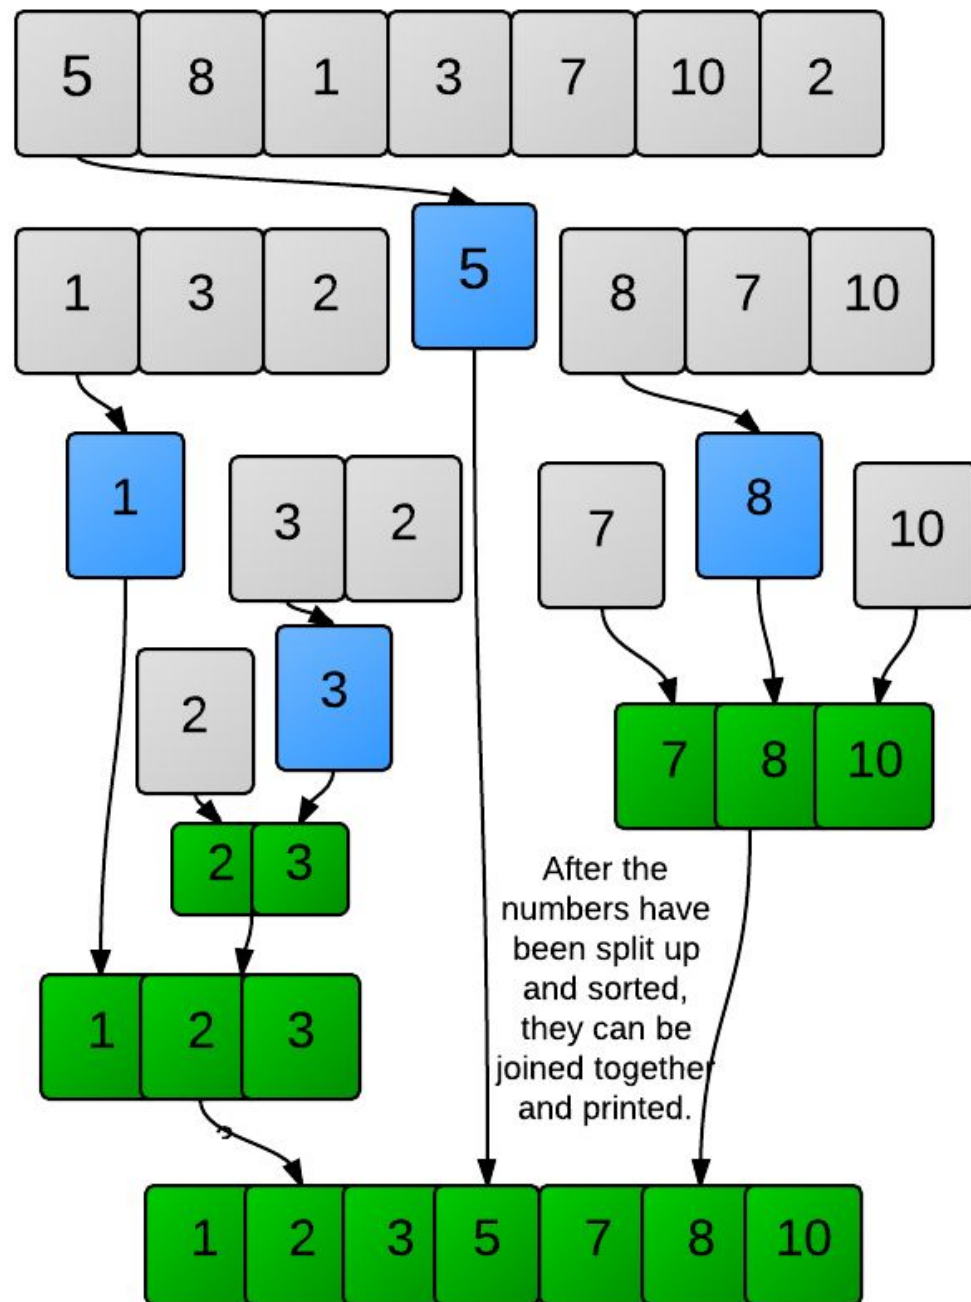 5 8 1 3 7 10 2
5
1 3 2
8 7 10
1
3 2
7
8
10
2
3
7 8 10
2 3
After the
numbers have
been split up
and sorted,
they can be
joined together
and printed.
1 2 3
1 2 3 5 7 8 10